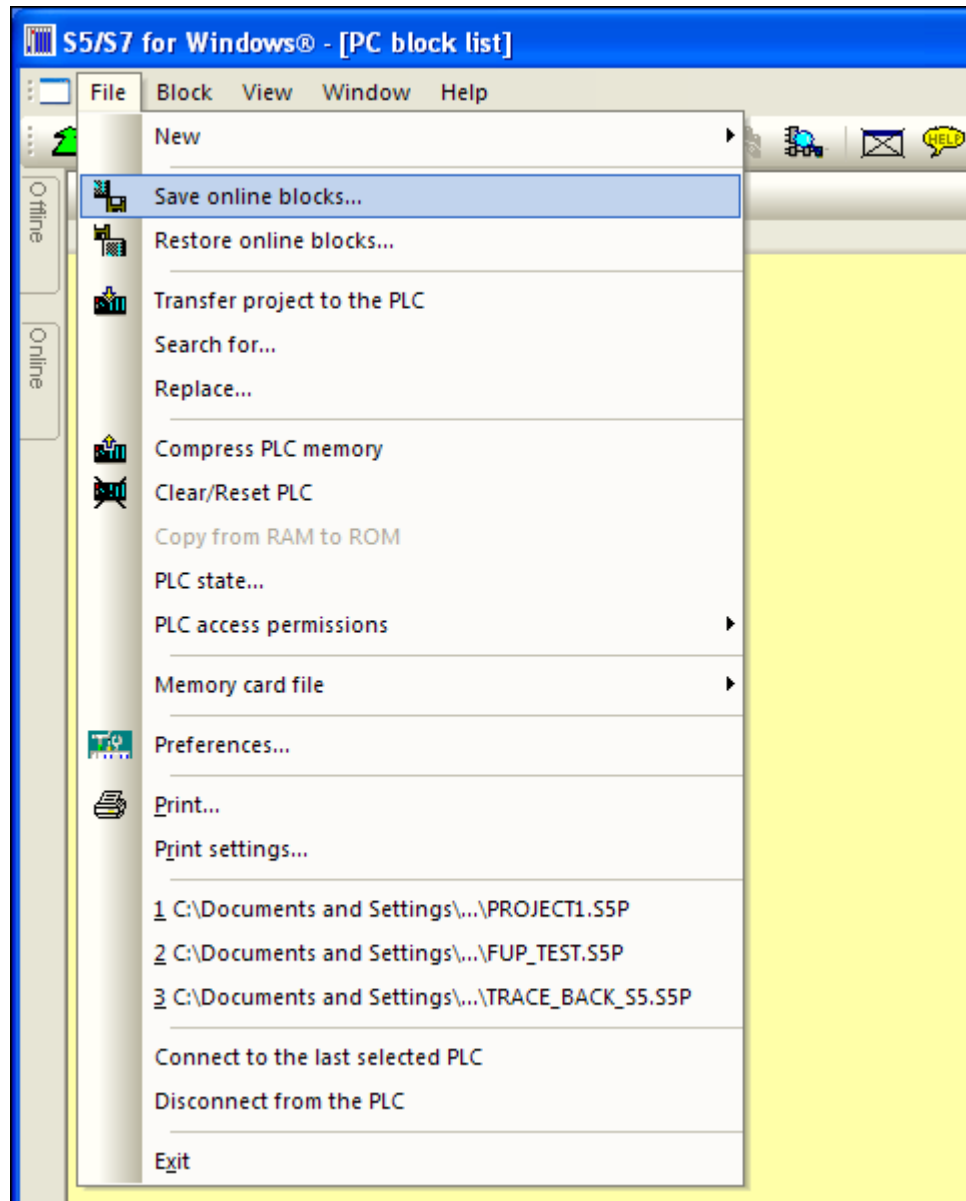 S5/S7 for Windows® - [PC block list]
File Block View Window Help
HELP
New
Offline
Save online blocks...
Restore online blocks...
Transfer project to the PLC
Online
Search for...
Replace...
Compress PLC memory
Clear/Reset PLC
Copy from RAM to ROM
PLC state...
PLC access permissions
Memory card file
Preferences...
Print...
Print settings...
1 C:\Documents and Settings\...\PROJECT1.S5P
2 C:\Documents and Settings\...\FUP_TEST.S5P
3 C:\Documents and Settings\...\TRACE_BACK_S5.S5P
Connect to the last selected PLC
Disconnect from the PLC
Exit